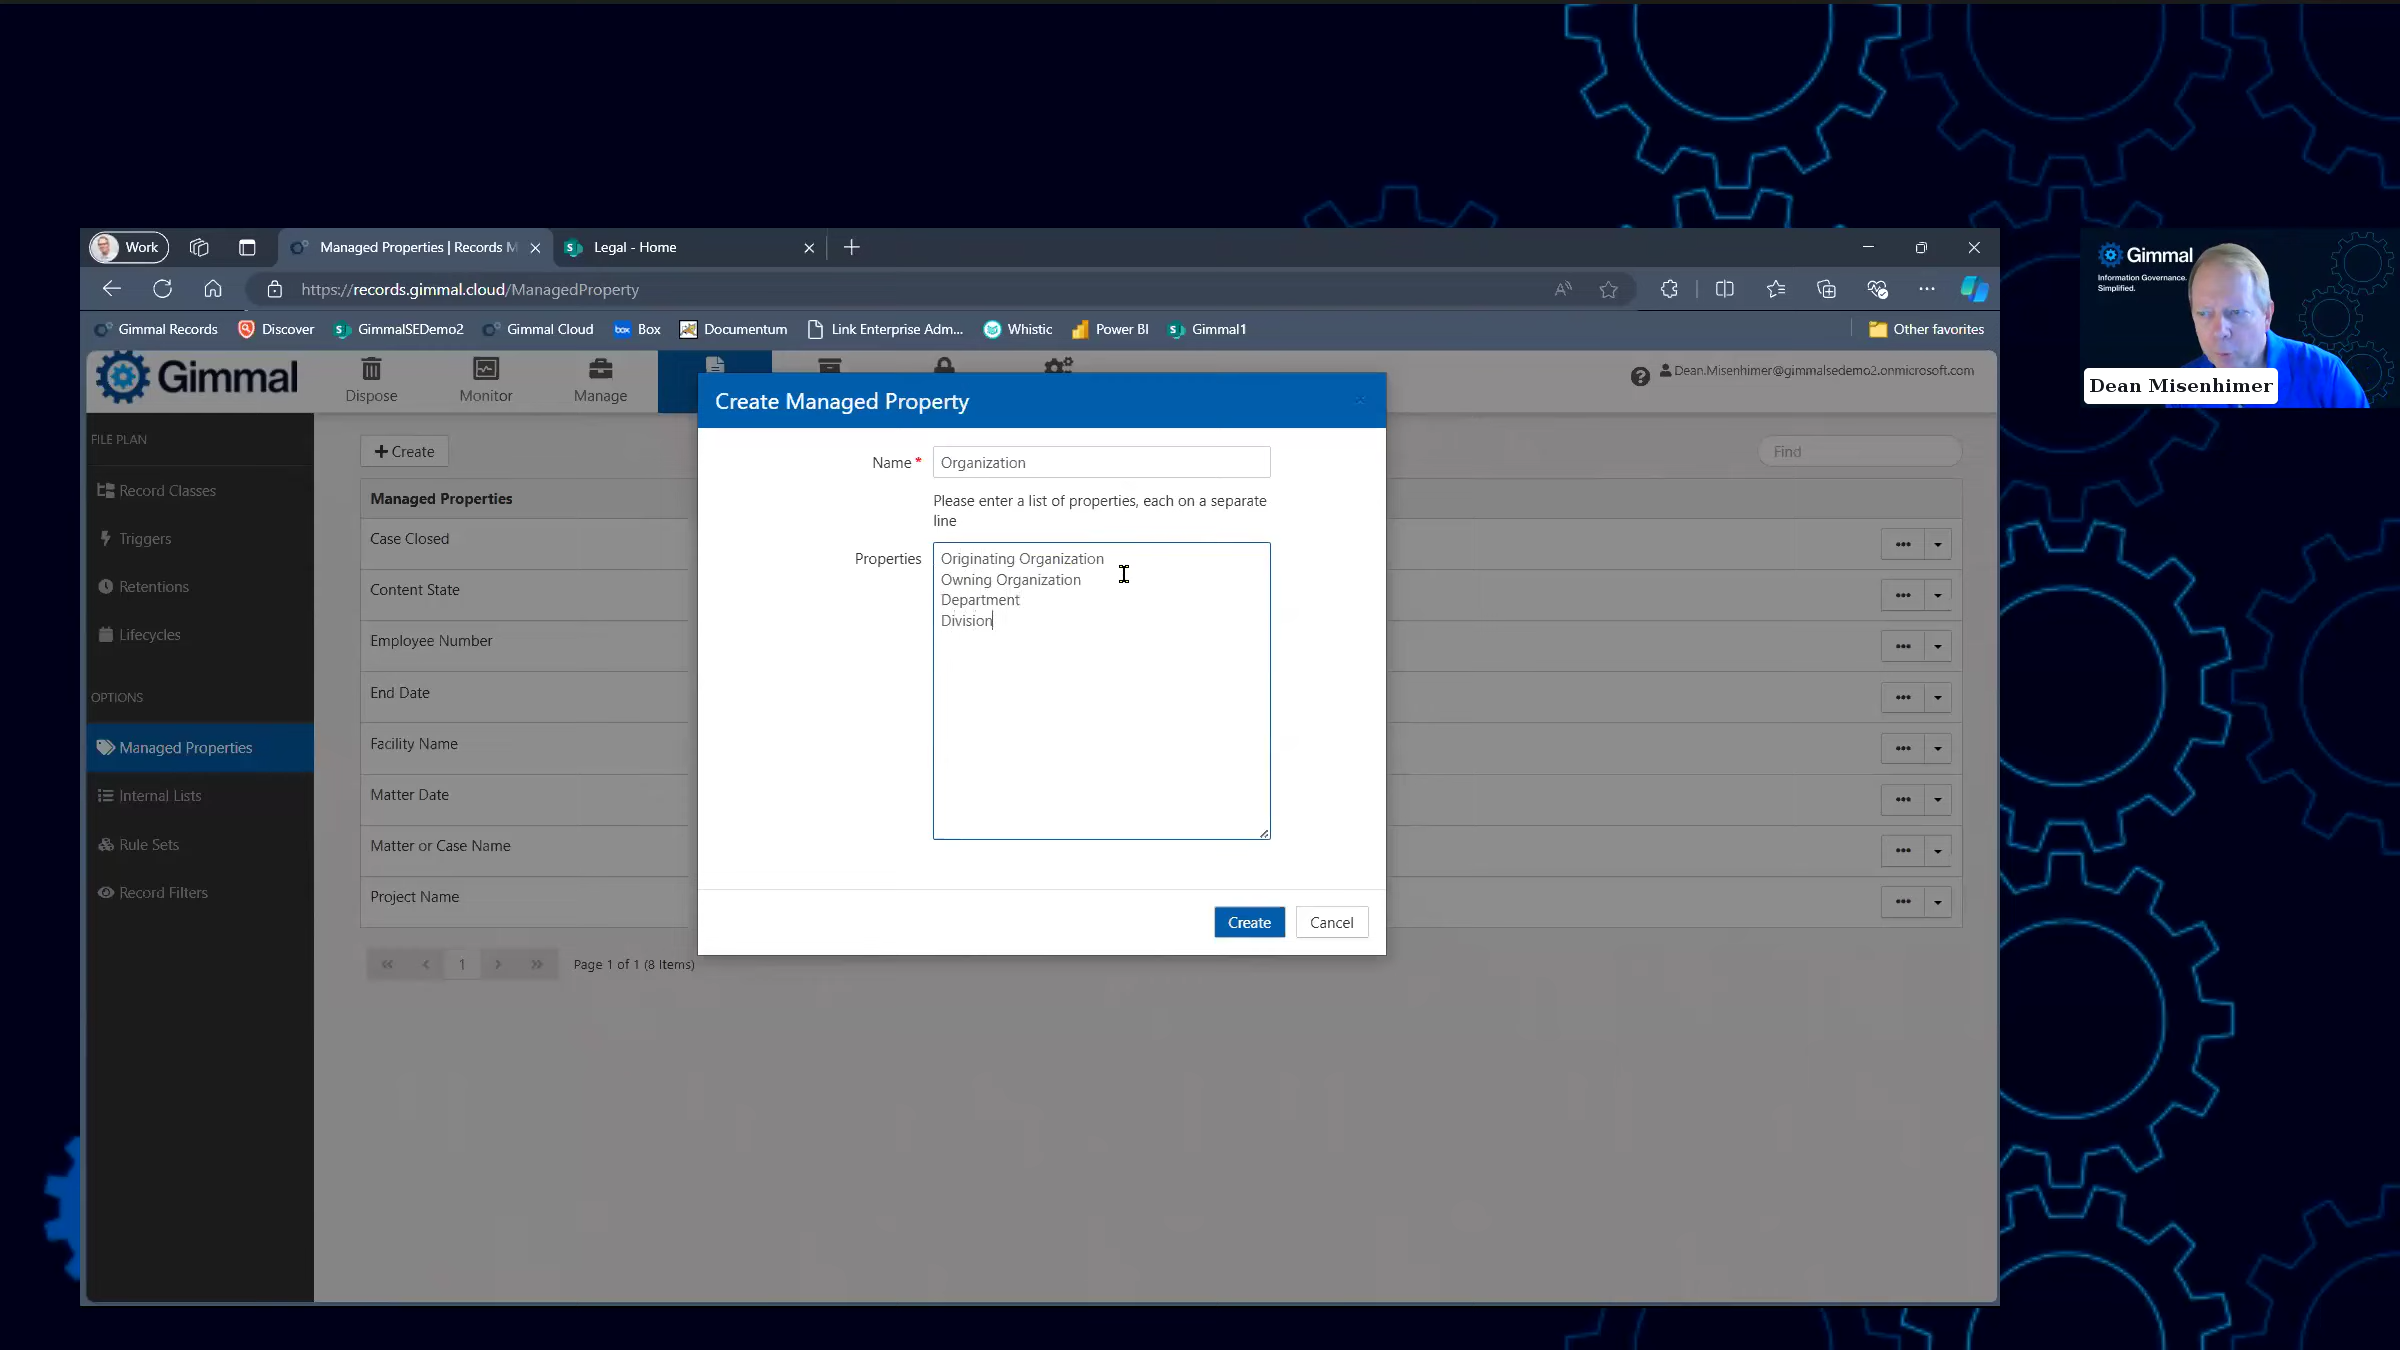 Work
Managed Properties | Records M
Legal - Home
https://records.gimmal.cloud/ManagedProperty
Gimmal Records
Discover
GimmalSEDemo2
Gimmal Cloud
box Box
Documentum
Link Enterprise Adm...
Whistic
Power BI
Gimmal1
Other favorites
Gimmal
Dispose
Monitor
Manage
Dean.Misenhimer@gimmalsedemo2.onmicrosoft.com
Gimmal
Information Governance.
Simplified.
Dean Misenhimer
FILE PLAN
Record Classes
Triggers
Retentions
Lifecycles
OPTIONS
Managed Properties
Internal Lists
Rule Sets
Record Filters
Create
Find
Managed Properties
Case Closed
Content State
Employee Number
End Date
Facility Name
Matter Date
Matter or Case Name
Project Name
1
Page 1 of 1 (8 Items)
Create Managed Property
Name *
Organization
Please enter a list of properties, each on a separate
line
Properties
Originating Organization
Owning Organization
Department
Division
Create
Cancel